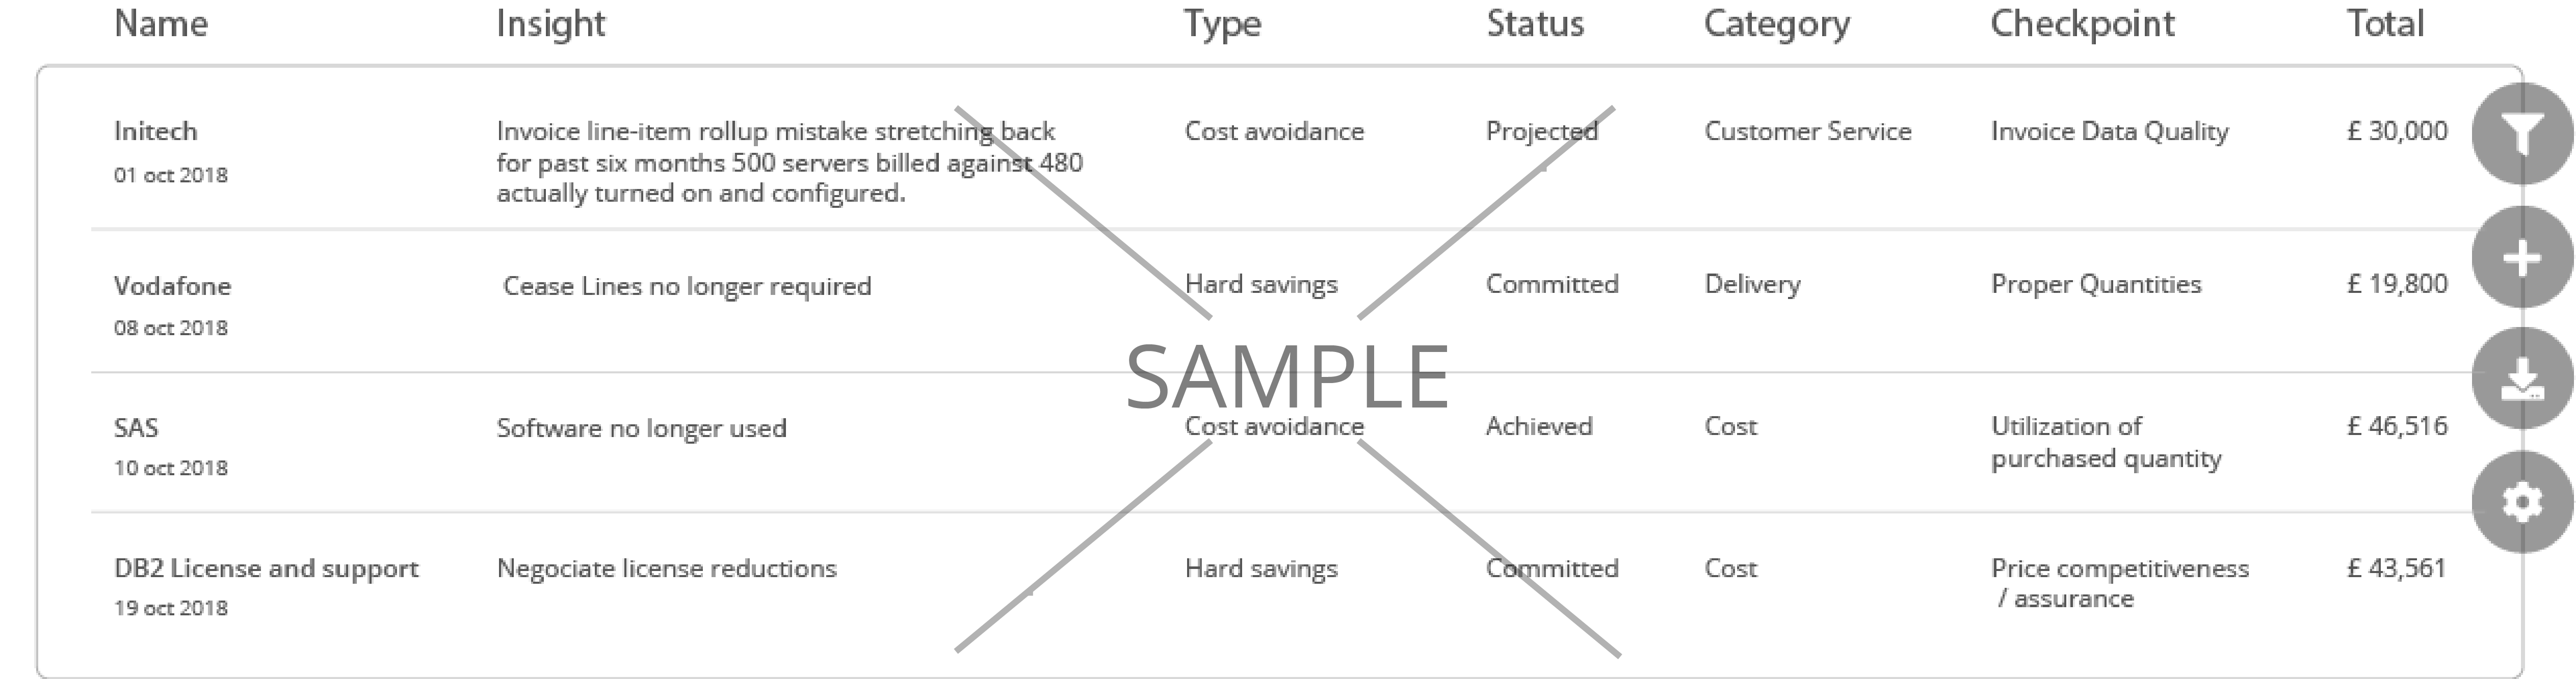 Name Insight Type Status Category Checkpoint Total
Initech Invoice line-item rollup mistake stretching back Cost avoidance Projected Customer Service Invoice Data Quality £ 30,000
for past six months 500 servers billed against 480
01 oct 2018
actually turned on and configured.
Vodafone Cease Lines no longer required Hard savings Committed Delivery Proper Quantities £ 19,800
08 oct 2018
SAMPLE
SAS Software no longer used Cost avoidance Achieved Cost Utilization of £ 46,516
purchased quantity
10 oct 2018
DB2 License and support Negociate license reductions Hard savings Committed Cost Price competitiveness £ 43,561
/ assurance
19 oct 2018